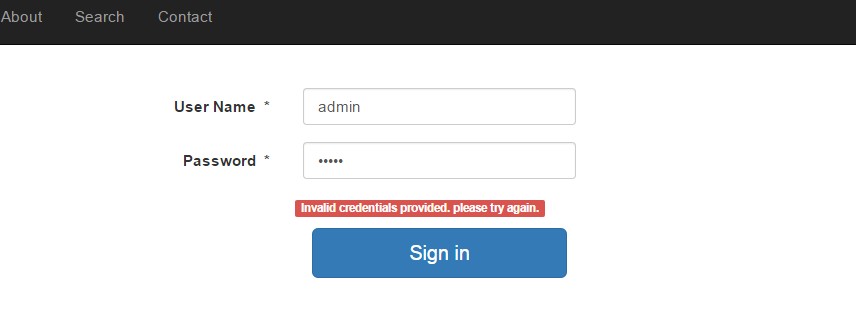 About Search Contact
User Name * admin
Password * •••••
Invalid credentials provided. please try again.
Sign in